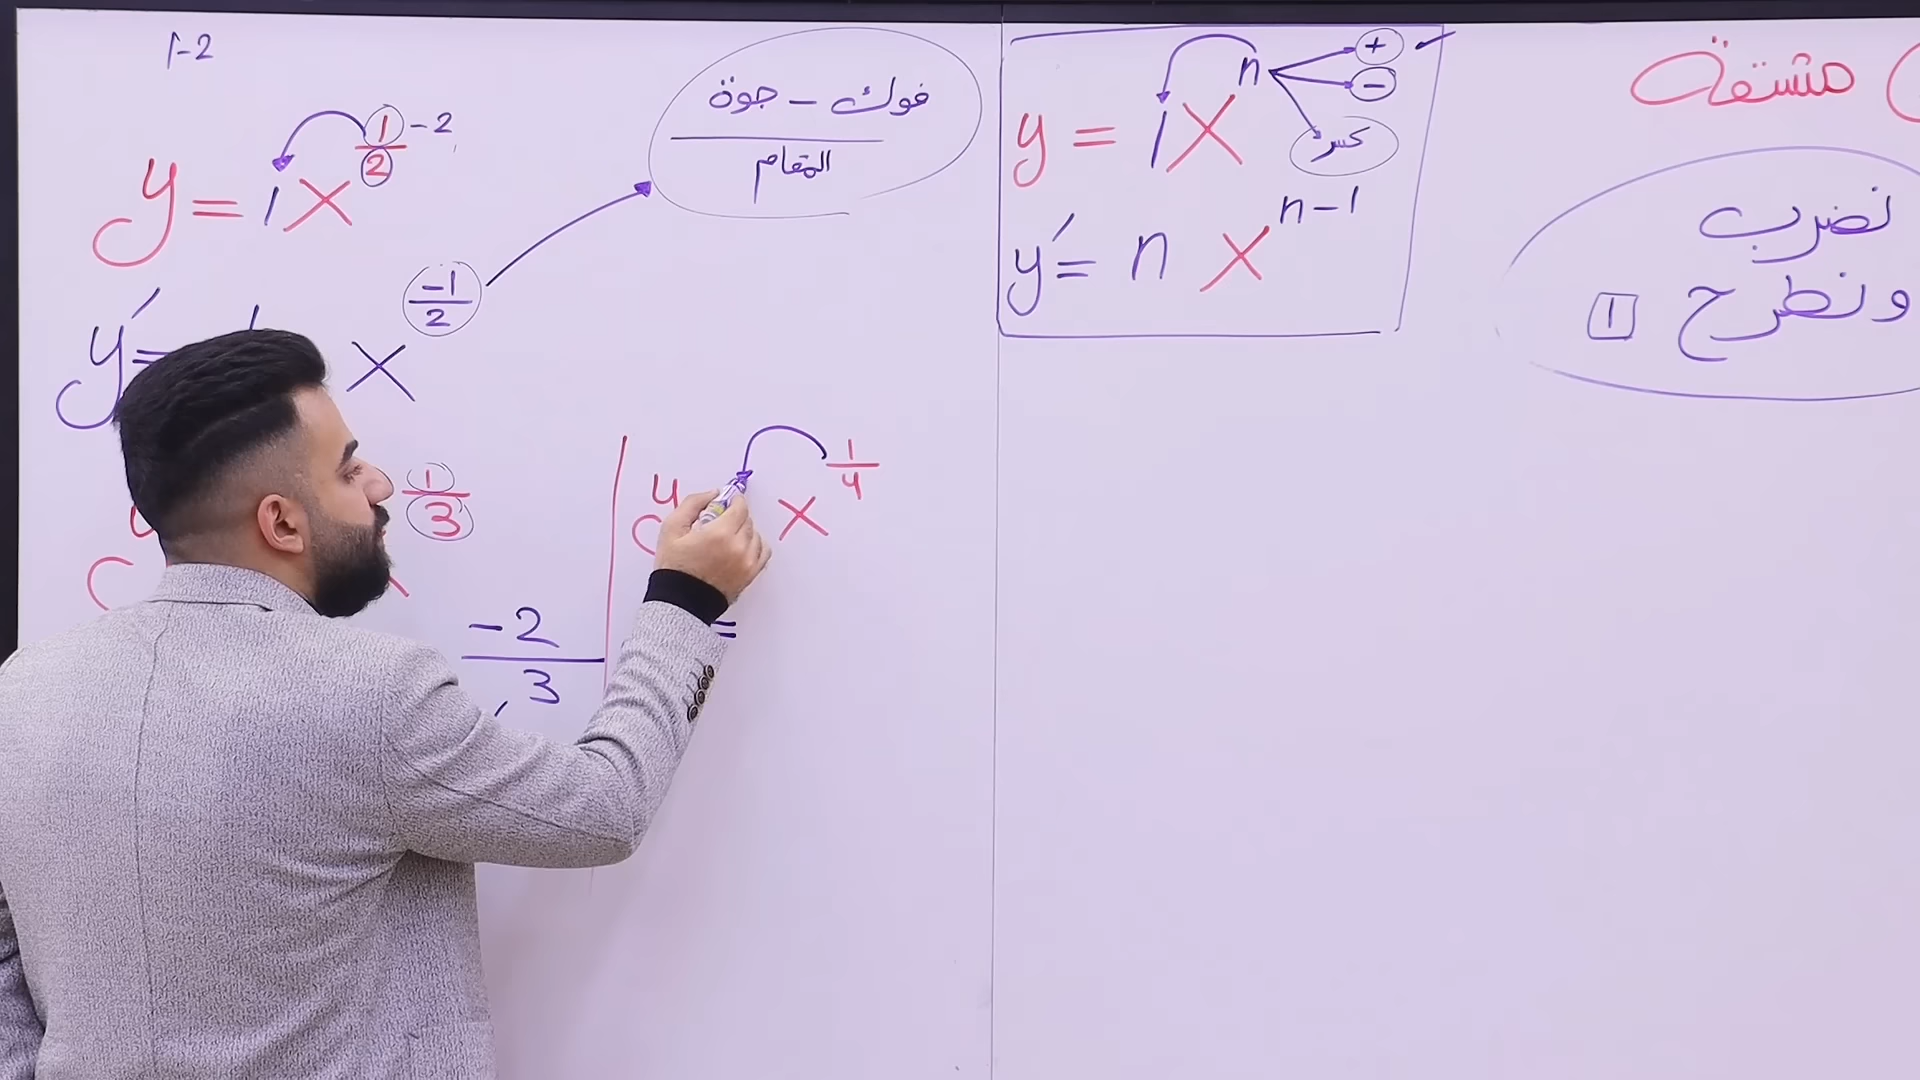 مشتقة
نضرب
ونطرح 1
y = 1x^n
+
−
كسر
y′ = n x^(n-1)
1-2
y = 1x^(1/2) -2
فوك - جوة
المقام
x^(-1/2)
y′=
1/3
-2/3
y x^(1/4)
=